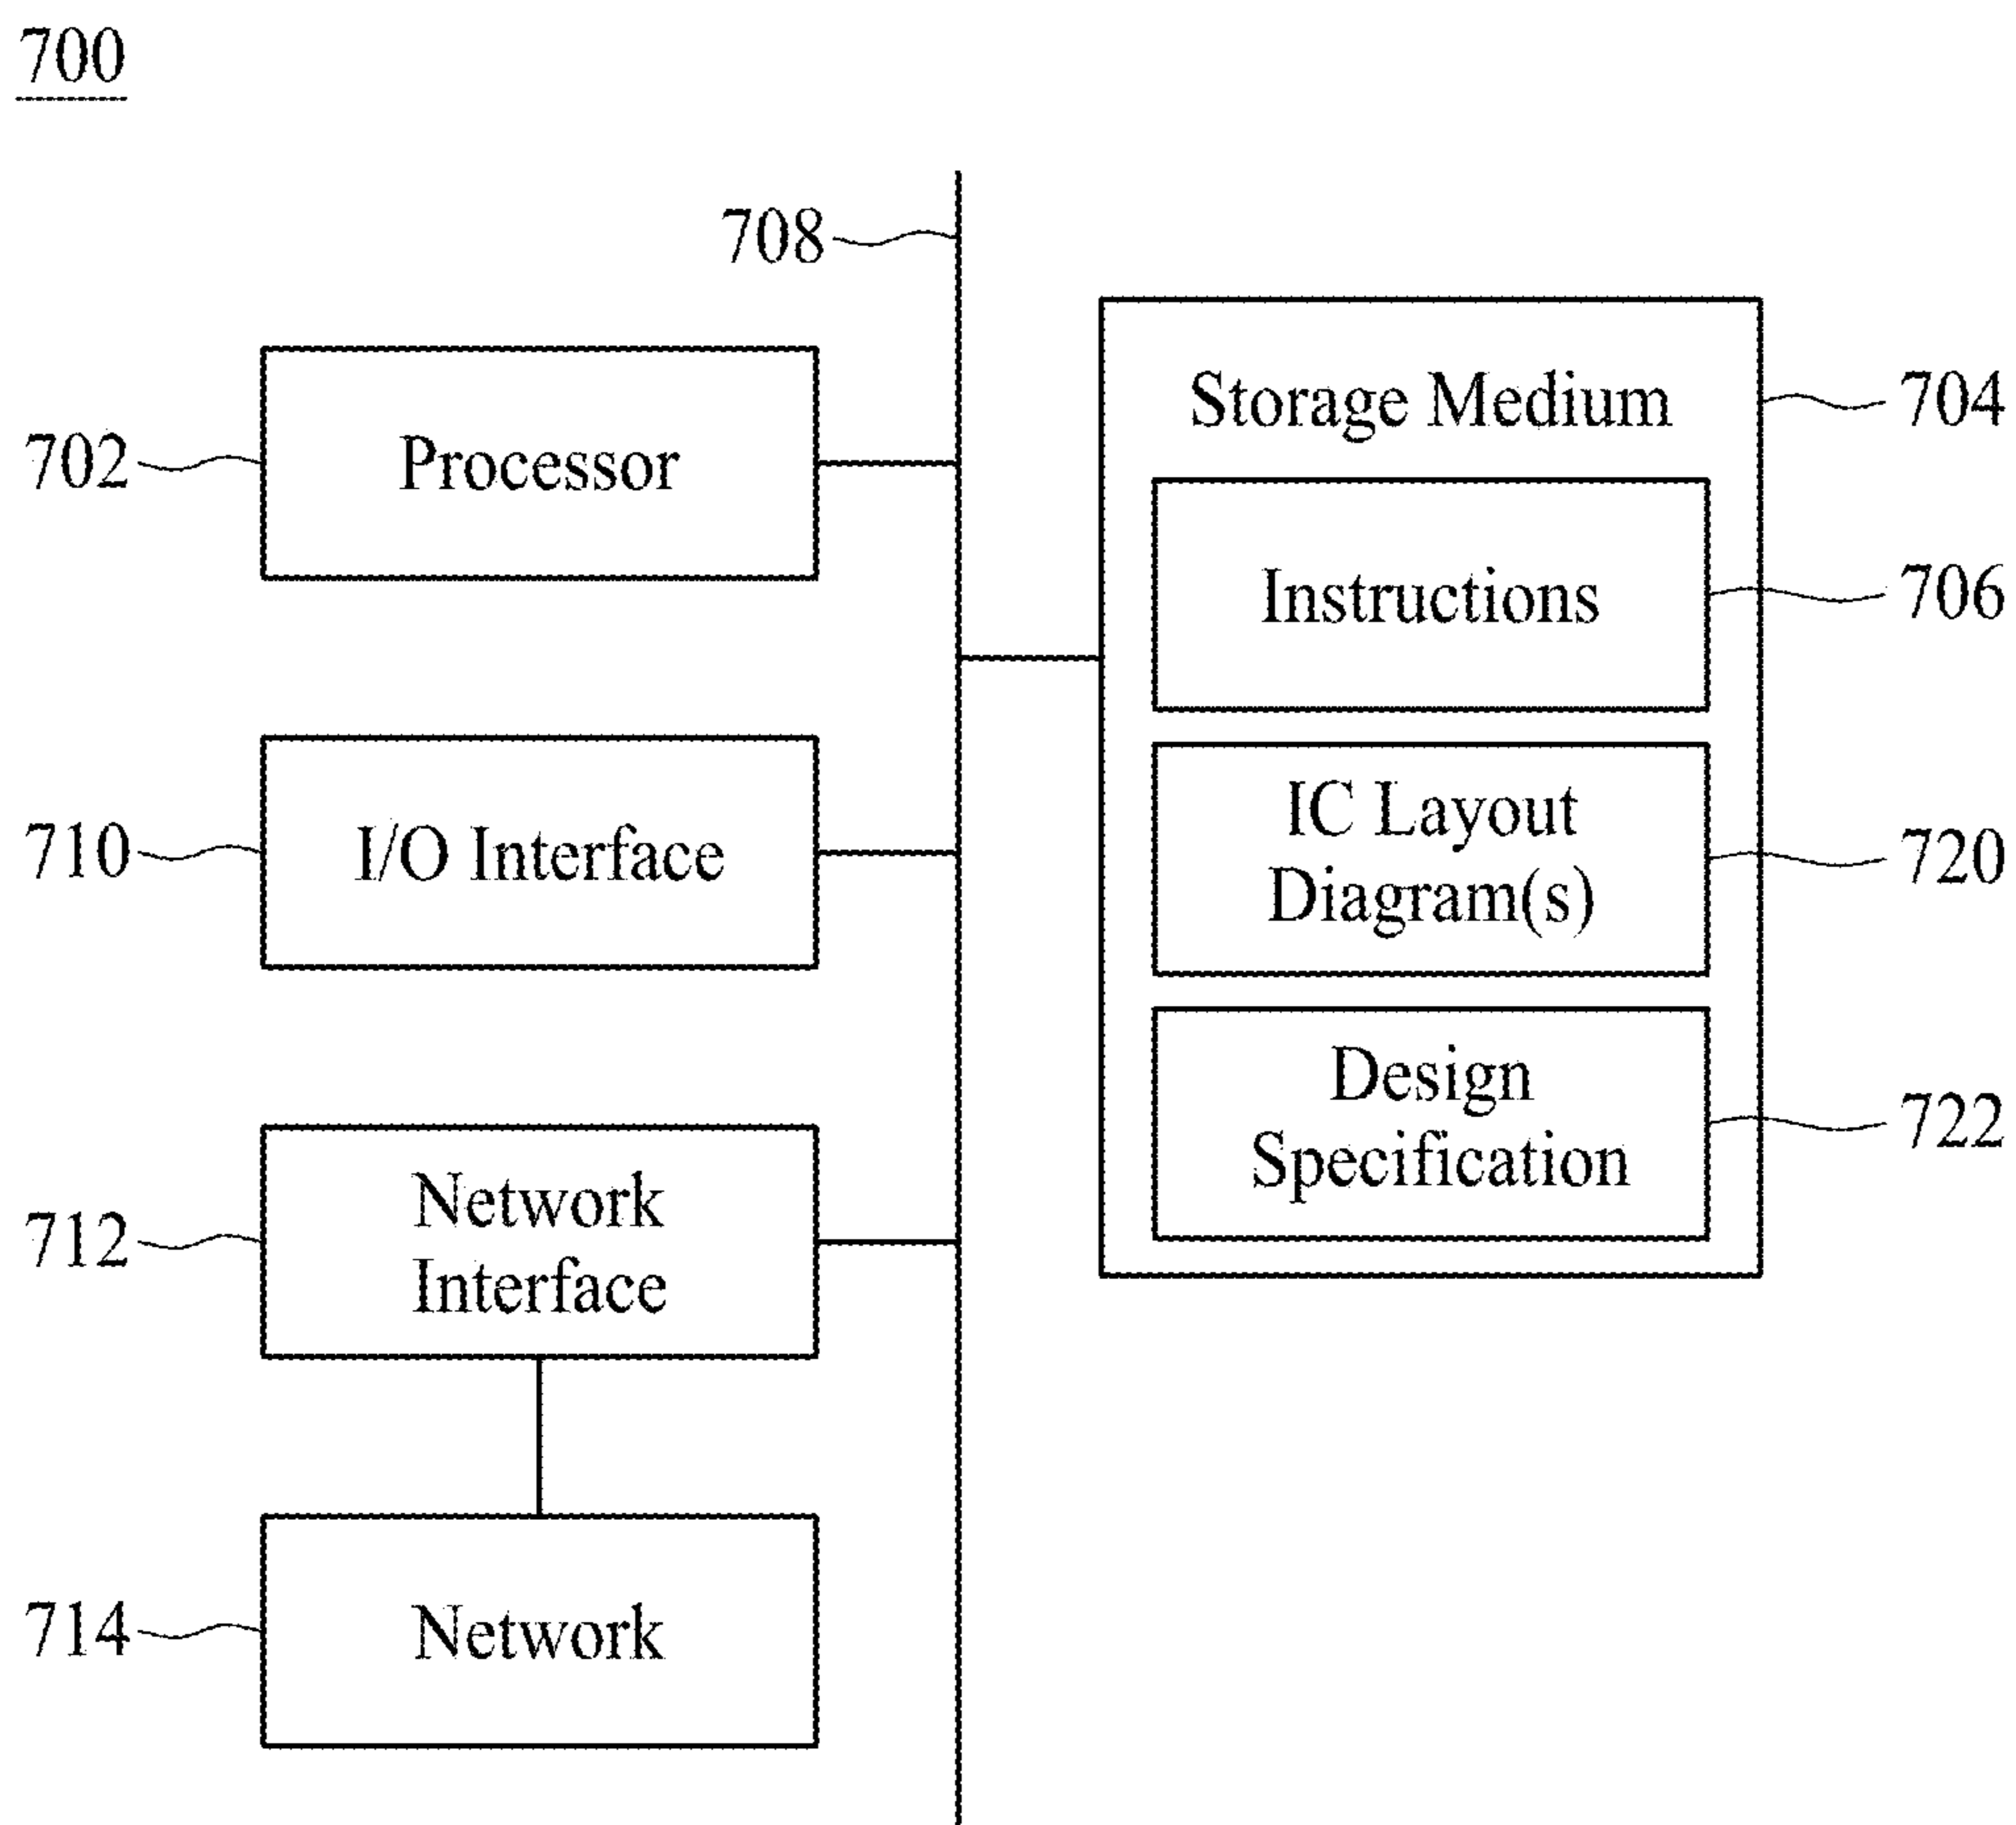 700
708
702
Processor
710
I/O Interface
712
Network
Interface
714
Network
Storage Medium
704
Instructions
706
IC Layout
Diagram(s)
720
Design
Specification
722